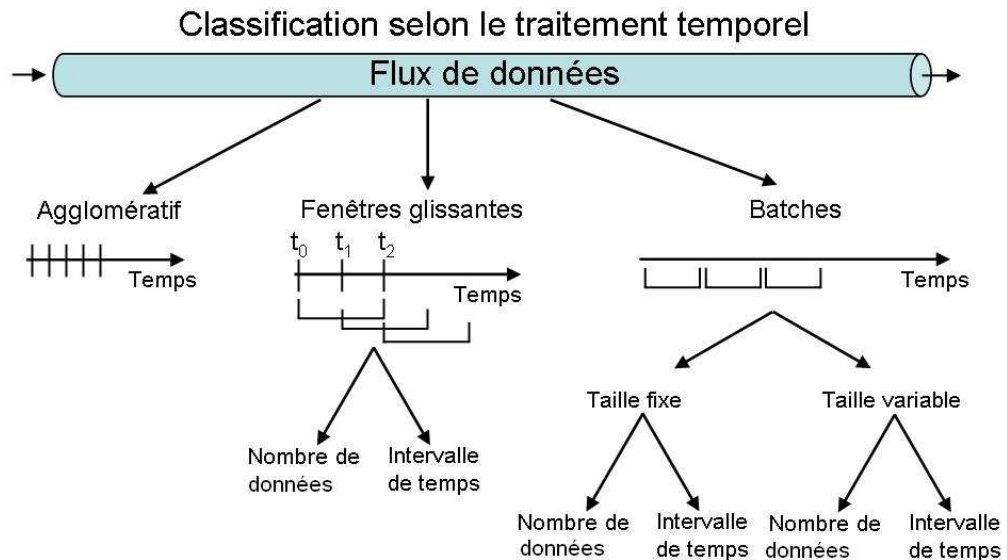 Classification selon le traitement temporel
Flux de données
Agglomératif
Fenêtres glissantes
Batches
t0 t1 t2
Temps
Temps
Temps
Taille fixe
Taille variable
Nombre de
données
Intervalle
de temps
Nombre de
données
Intervalle
de temps
Nombre de
données
Intervalle
de temps